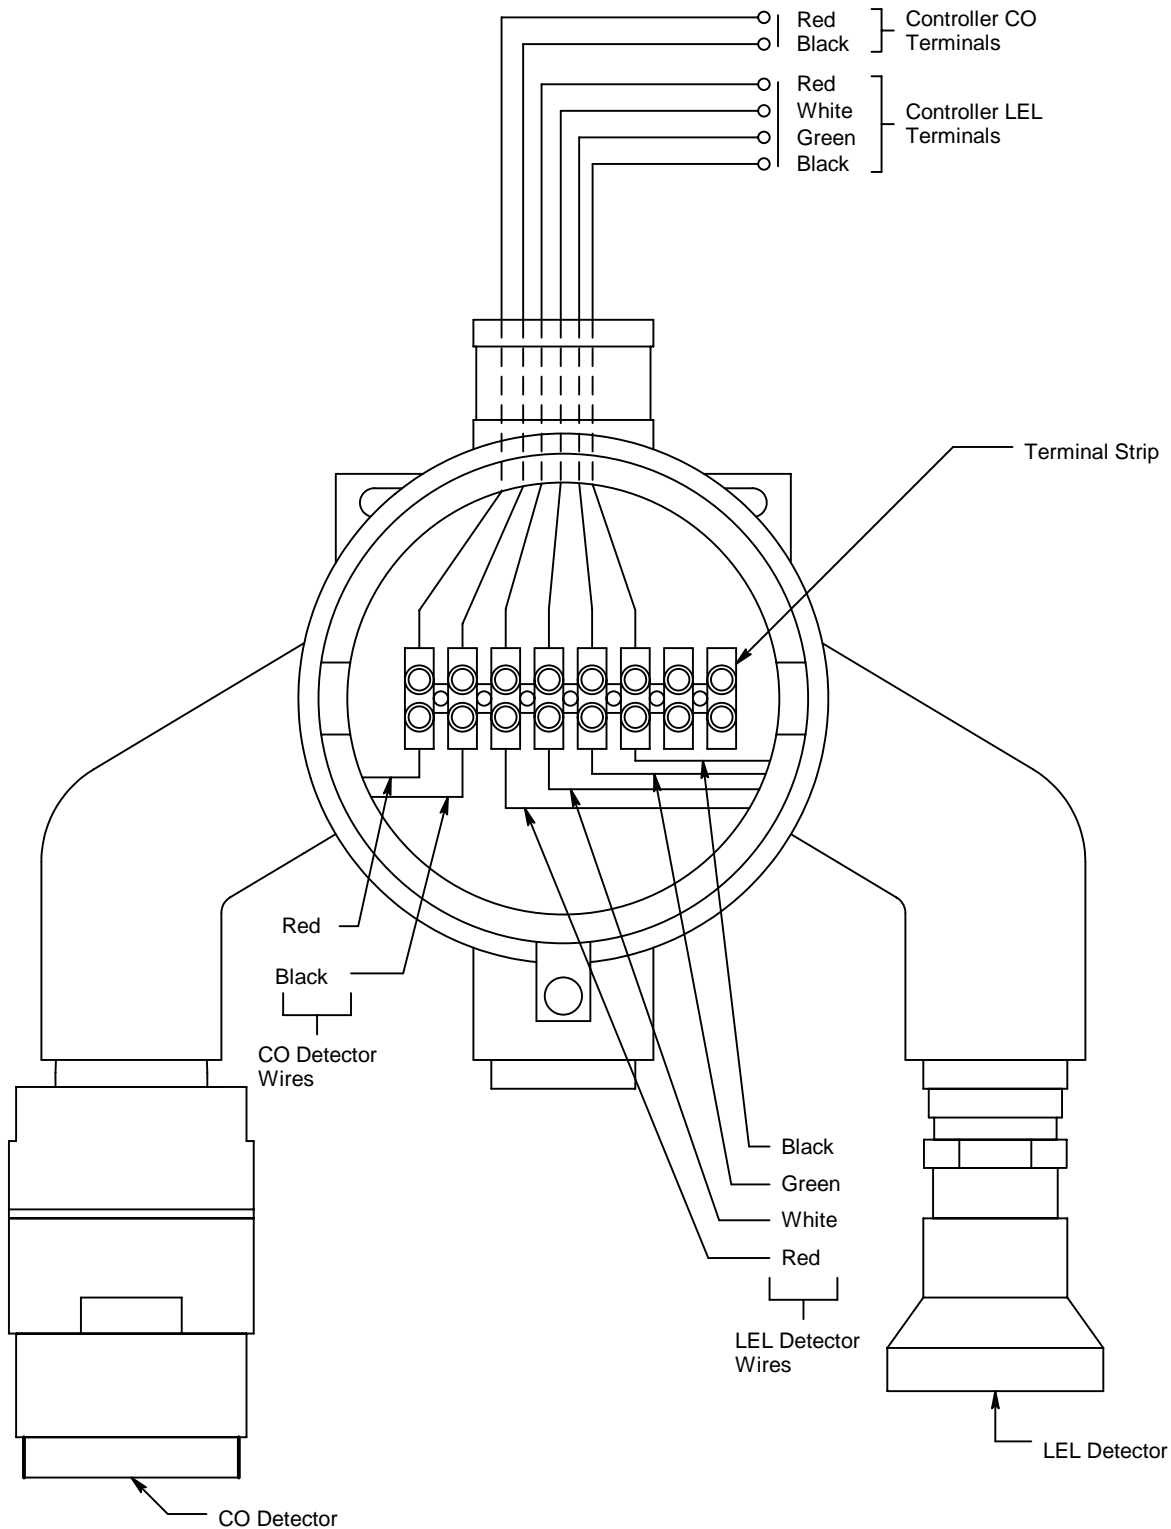 Red
Black
Controller CO
Terminals
Red
White
Green
Black
Controller LEL
Terminals
Terminal Strip
Red
Black
CO Detector
Wires
Black
Green
White
Red
LEL Detector
Wires
LEL Detector
CO Detector